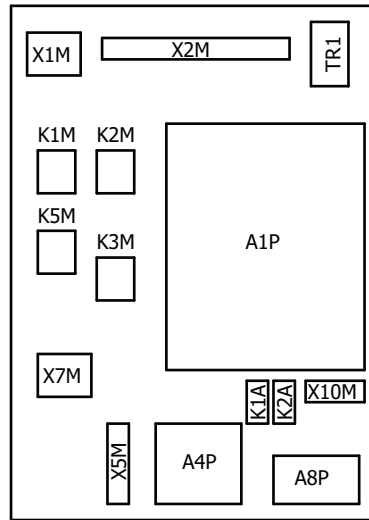 X1M
X2M
TR1
K1M
K2M
K5M
K3M
A1P
X7M
K1A
K2A
X10M
X5M
A4P
A8P